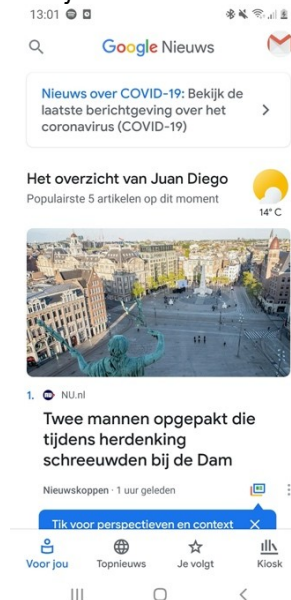 13:01
Google Nieuws
Nieuws over COVID-19: Bekijk de
laatste berichtgeving over het
coronavirus (COVID-19)
Het overzicht van Juan Diego
Populairste 5 artikelen op dit moment
14° C
1. NU.nl
Twee mannen opgepakt die
tijdens herdenking
schreeuwden bij de Dam
Nieuwskoppen · 1 uur geleden
Tik voor perspectieven en context
Voor jou Topnieuws Je volgt Kiosk